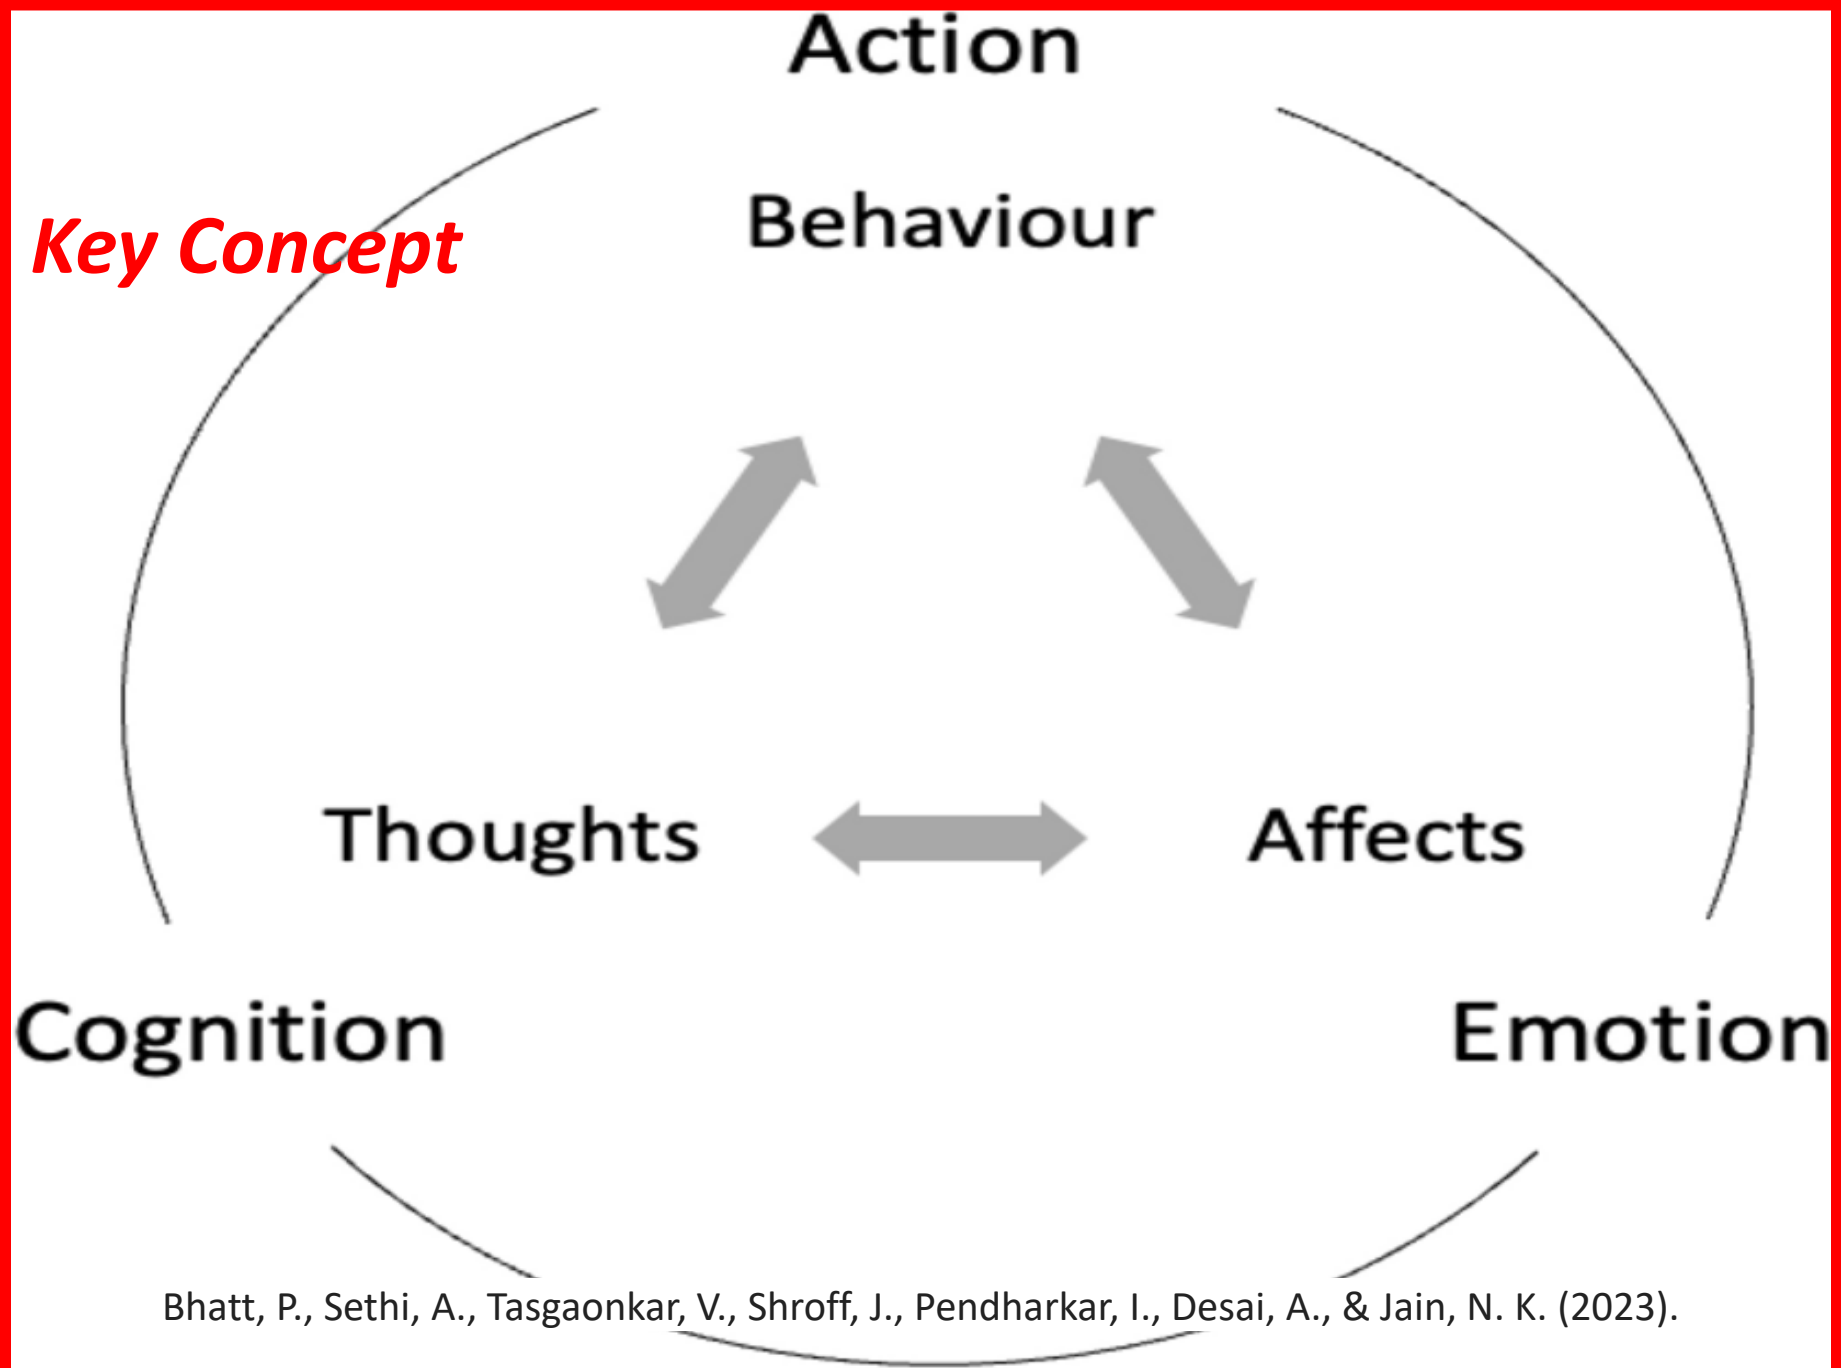 Action
Behaviour
Key Concept
Thoughts
Affects
Cognition
Emotion
Bhatt, P., Sethi, A., Tasgaonkar, V., Shroff, J., Pendharkar, I., Desai, A., & Jain, N. K. (2023).